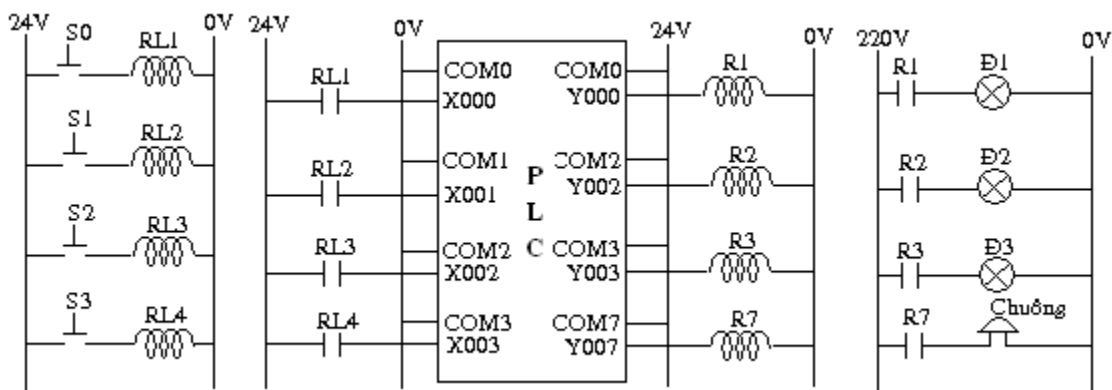 24V 0V 24V 0V 24V 0V 220V 0V
S0 RL1
S1 RL2
S2 RL3
S3 RL4
RL1
RL2
RL3
RL4
COM0
X000
COM1
X001
COM2
X002
COM3
X003
P
L
C
COM0
Y000
COM2
Y002
COM3
Y003
COM7
Y007
R1
R2
R3
R7
R1 Đ1
R2 Đ2
R3 Đ3
R7 Chuông